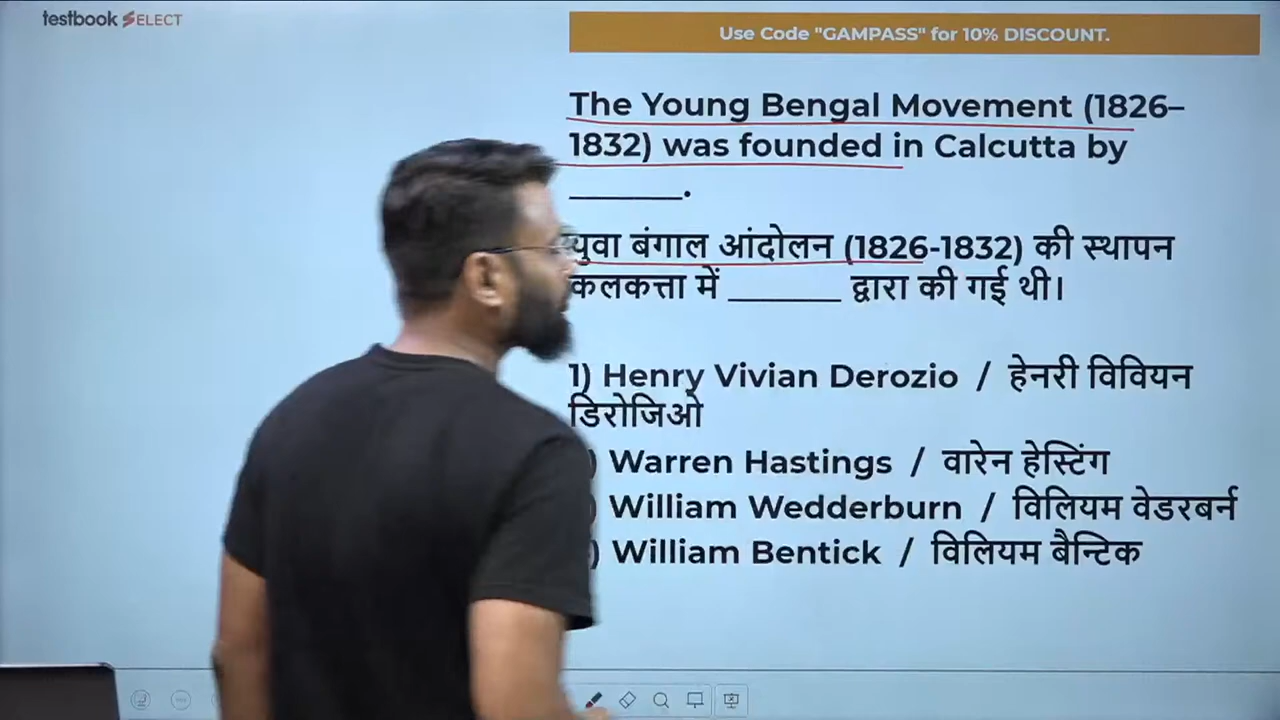 testbook SELECT
Use Code "GAMPASS" for 10% DISCOUNT.
The Young Bengal Movement (1826–
1832) was founded in Calcutta by
_______.
युवा बंगाल आंदोलन (1826-1832) की स्थापन
कलकत्ता में _______ द्वारा की गई थी।
1) Henry Vivian Derozio / हेनरी विवियन
डिरोजिओ
) Warren Hastings / वारेन हेस्टिंग
) William Wedderburn / विलियम वेडरबर्न
) William Bentick / विलियम बैन्टिक